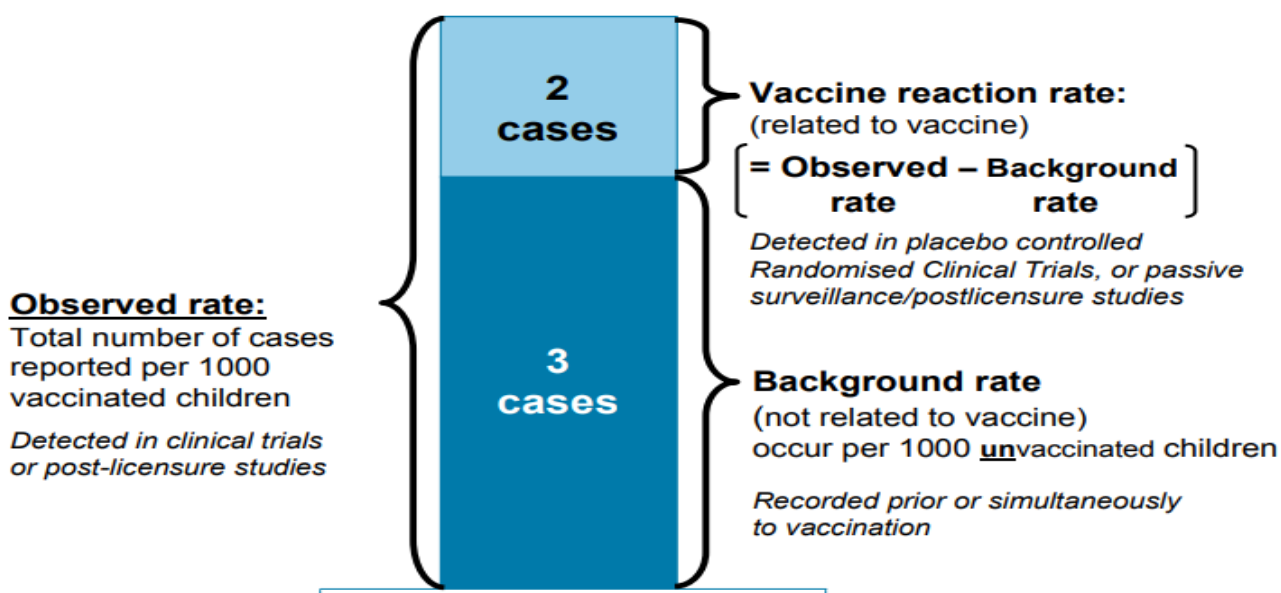 2
cases
Vaccine reaction rate:
(related to vaccine)
= Observed – Background
rate rate
Detected in placebo controlled
Randomised Clinical Trials, or passive
surveillance/postlicensure studies
Observed rate:
Total number of cases
reported per 1000
vaccinated children
Detected in clinical trials
or post-licensure studies
3
cases
Background rate
(not related to vaccine)
occur per 1000 unvaccinated children
Recorded prior or simultaneously
to vaccination